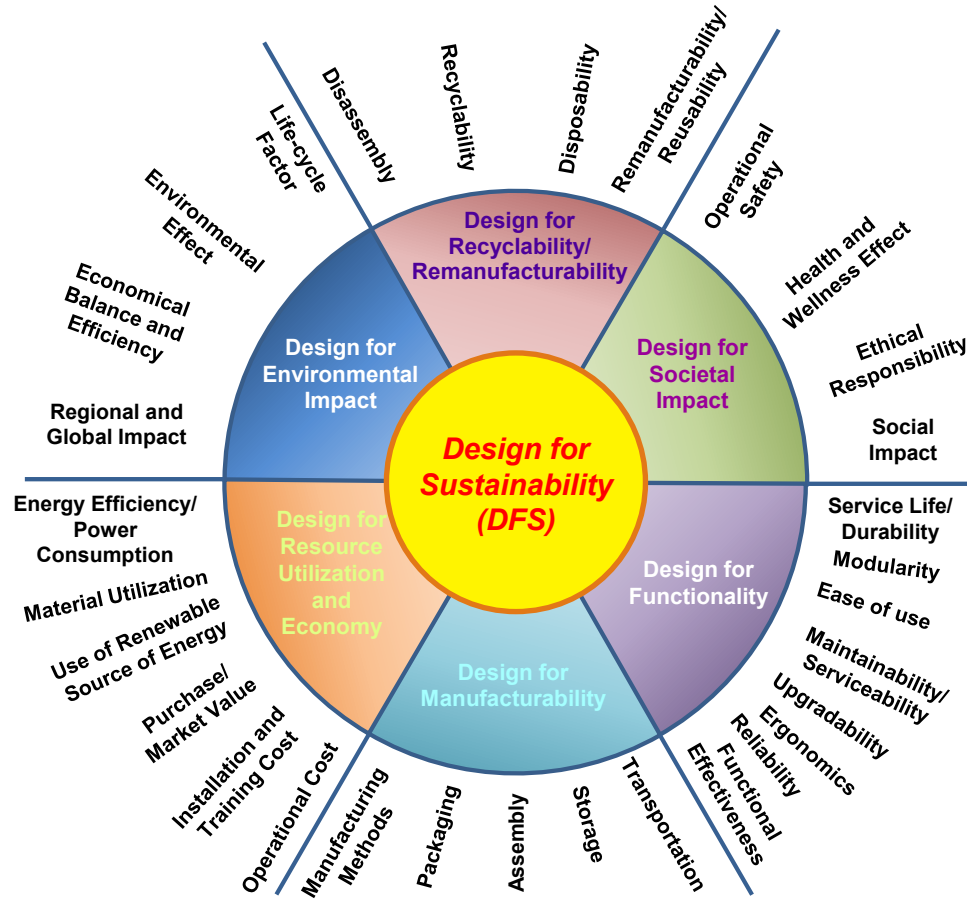 Life-cycle
Factor
Disassembly
Recyclability
Disposability
Remanufacturability/
Reusability
Operational
Safety
Health and
Wellness Effect
Ethical
Responsibility
Social
Impact
Environmental
Effect
Economical
Balance and
Efficiency
Regional and
Global Impact
Design for
Recyclability/
Remanufacturability
Design for
Environmental
Impact
Design for
Societal
Impact
Design for
Sustainability
(DFS)
Design for
Resource
Utilization
and
Economy
Design for
Functionality
Design for
Manufacturability
Energy Efficiency/
Power
Consumption
Material Utilization
Use of Renewable
Source of Energy
Purchase/
Market Value
Installation and
Training Cost
Operational Cost
Manufacturing
Methods
Packaging
Assembly
Storage
Transportation
Service Life/
Durability
Modularity
Ease of use
Maintainability/
Serviceability
Upgradability
Ergonomics
Reliability
Functional
Effectiveness